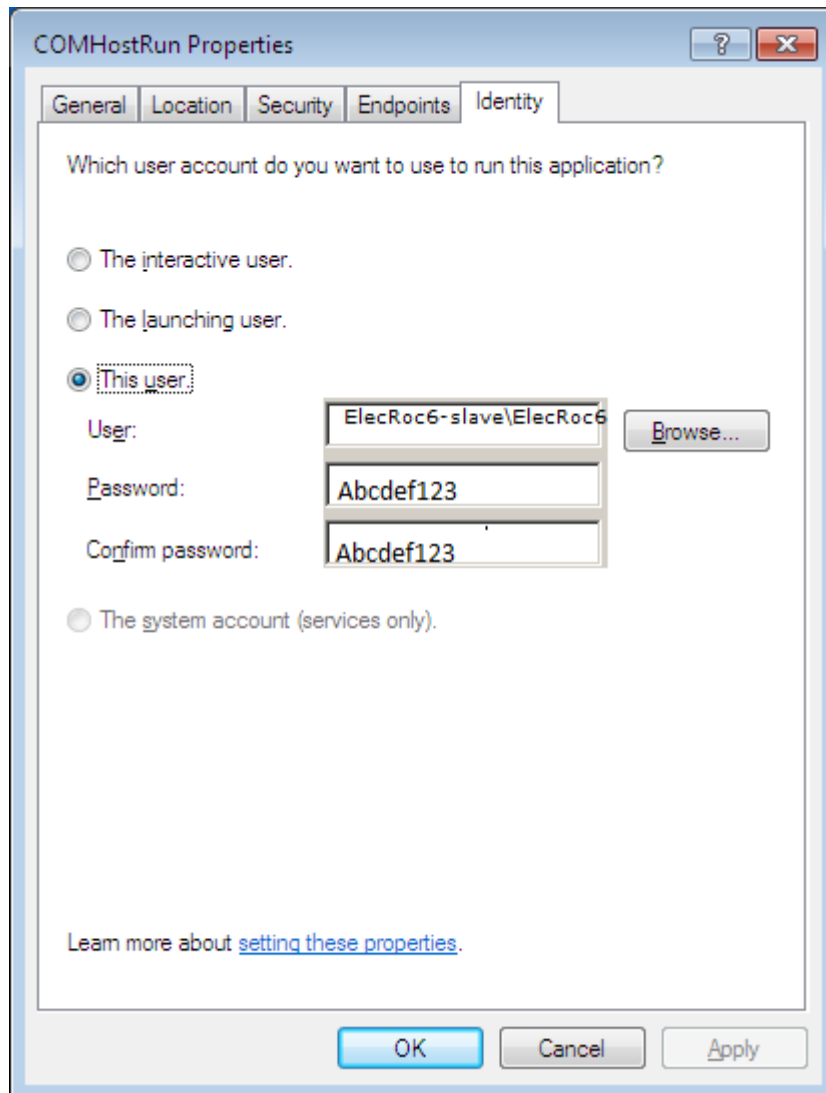 COMHostRun Properties
General Location Security Endpoints Identity
Which user account do you want to use to run this application?
The interactive user.
The launching user.
This user.
User: ElecRoc6-slave\ElecRoc6 Browse...
Password: Abcdef123
Confirm password: Abcdef123
The system account (services only).
Learn more about setting these properties.
OK Cancel Apply